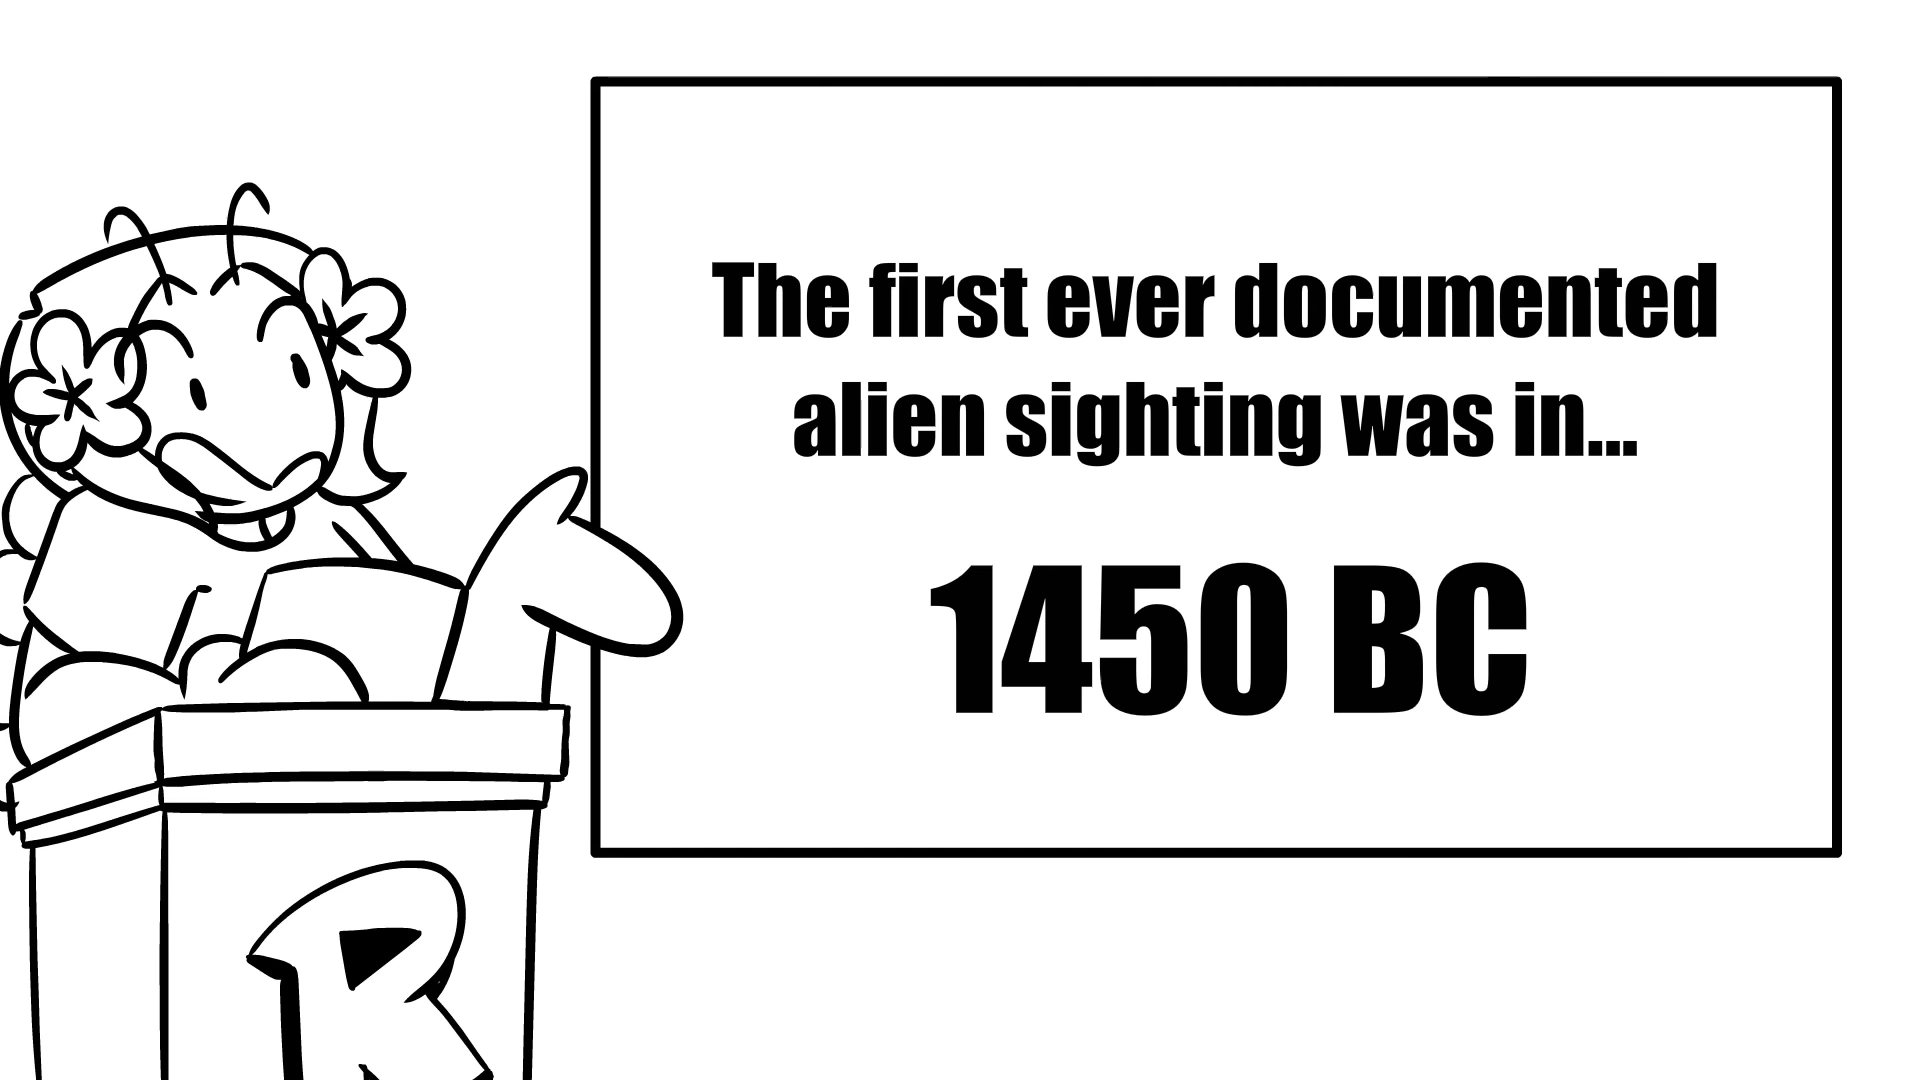 The first ever documented
alien sighting was in...
1450 BC
R